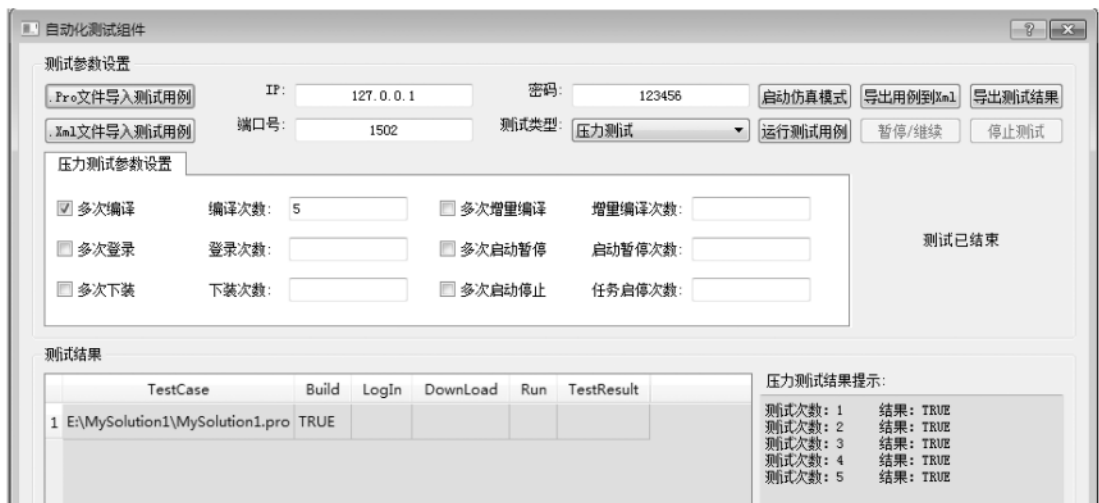 自动化测试组件
测试参数设置
.Pro文件导入测试用例 IP: 127.0.0.1 密码: 123456 启动仿真模式 导出用例到Xml 导出测试结果
.Xml文件导入测试用例 端口号: 1502 测试类型: 压力测试 运行测试用例 暂停/继续 停止测试
压力测试参数设置
多次编译 编译次数: 5 多次增量编译 增量编译次数:
多次登录 登录次数: 多次启动暂停 启动暂停次数: 测试已结束
多次下装 下装次数: 多次启动停止 任务启停次数:
测试结果
压力测试结果提示:
TestCase Build LogIn DownLoad Run TestResult
1 E:\MySolution1\MySolution1.pro TRUE
测试次数: 1 结果: TRUE
测试次数: 2 结果: TRUE
测试次数: 3 结果: TRUE
测试次数: 4 结果: TRUE
测试次数: 5 结果: TRUE